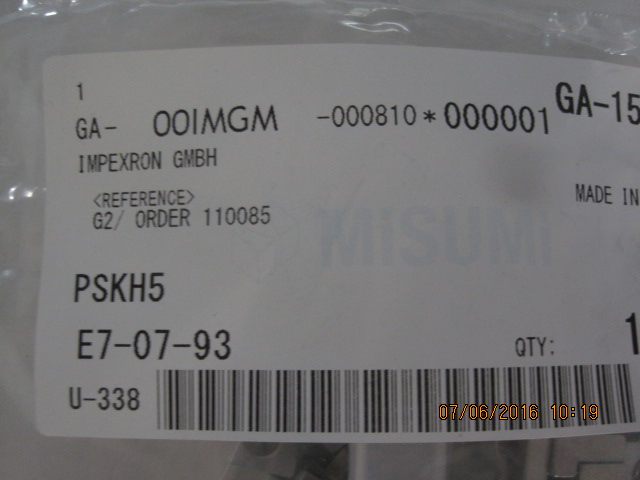 1
GA- 001MGM -000810*000001 GA-15
IMPEXRON GMBH
<REFERENCE>
G2/ ORDER 110085
MADE IN
MiSUMi
PSKH5
E7-07-93
QTY: 1
U-338
07/06/2016 10:19